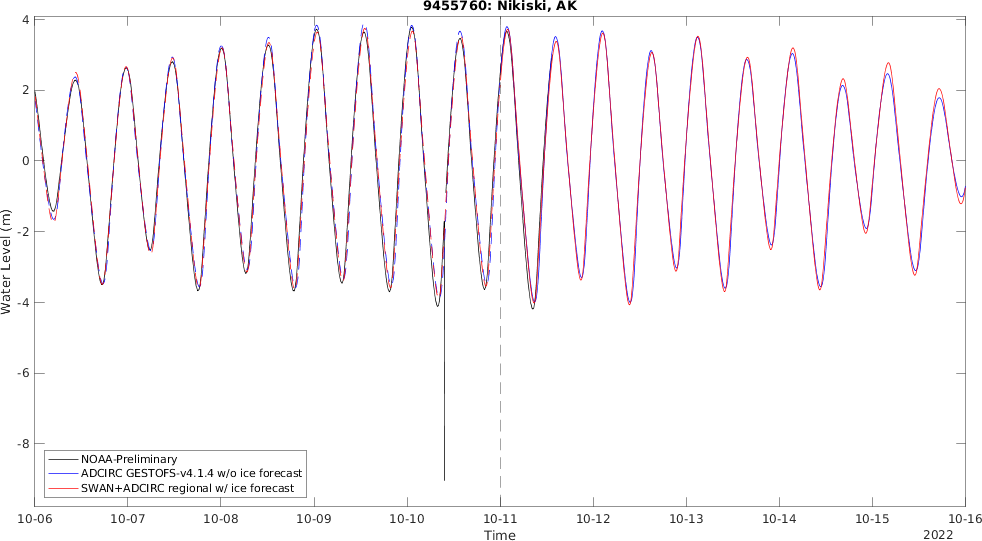 9455760: Nikiski, AK
4
2
0
-2
-4
-6
-8
Water Level (m)
NOAA-Preliminary
ADCIRC GESTOFS-v4.1.4 w/o ice forecast
SWAN+ADCIRC regional w/ ice forecast
10-06 10-07 10-08 10-09 10-10 10-11 10-12 10-13 10-14 10-15 10-16
Time
2022